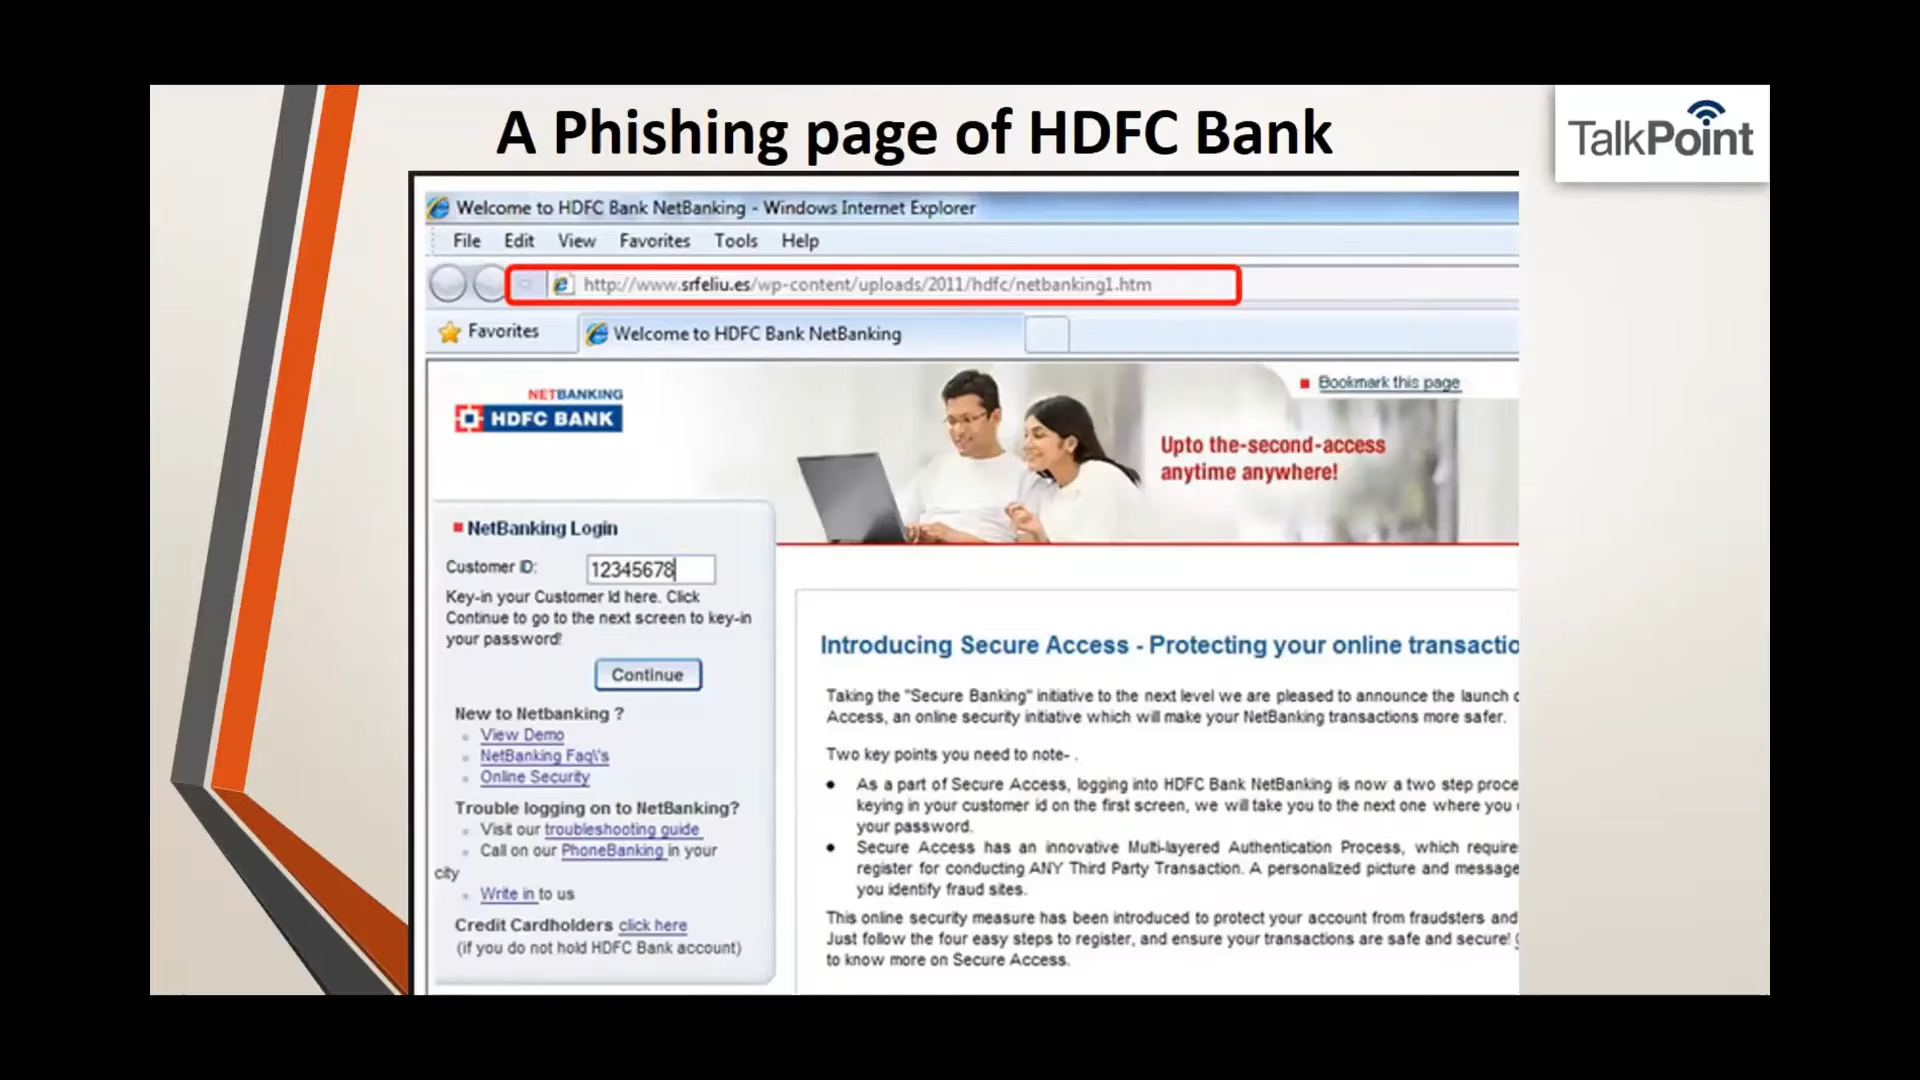 A Phishing page of HDFC Bank
TalkPoint
Welcome to HDFC Bank NetBanking - Windows Internet Explorer
File Edit View Favorites Tools Help
http://www.srfeliu.es/wp-content/uploads/2011/hdfc/netbanking1.htm
Favorites
Welcome to HDFC Bank NetBanking
NETBANKING
HDFC BANK
Bookmark this page
Upto the-second-access
anytime anywhere!
NetBanking Login
Customer ID: 12345678
Key-in your Customer Id here. Click
Continue to go to the next screen to key-in
your password!
Continue
New to Netbanking ?
View Demo
NetBanking Faq\'s
Online Security
Trouble logging on to NetBanking?
Visit our troubleshooting guide
Call on our PhoneBanking in your
city
Write in to us
Credit Cardholders click here
(if you do not hold HDFC Bank account)
Introducing Secure Access - Protecting your online transactio
Taking the "Secure Banking" initiative to the next level we are pleased to announce the launch
Access, an online security initiative which will make your NetBanking transactions more safer.
Two key points you need to note- .
As a part of Secure Access, logging into HDFC Bank NetBanking is now a two step proce
keying in your customer id on the first screen, we will take you to the next one where you
your password.
Secure Access has an innovative Multi-layered Authentication Process, which require
register for conducting ANY Third Party Transaction. A personalized picture and message
you identify fraud sites.
This online security measure has been introduced to protect your account from fraudsters and
Just follow the four easy steps to register, and ensure your transactions are safe and secure!
to know more on Secure Access.